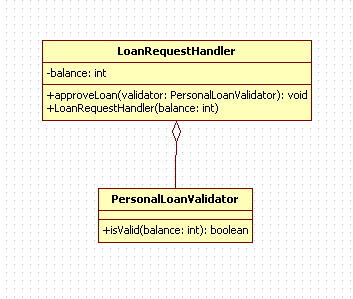 LoanRequestHandler
-balance: int
+approveLoan(validator: PersonalLoanValidator): void
+LoanRequestHandler(balance: int)
PersonalLoanValidator
+isValid(balance: int): boolean